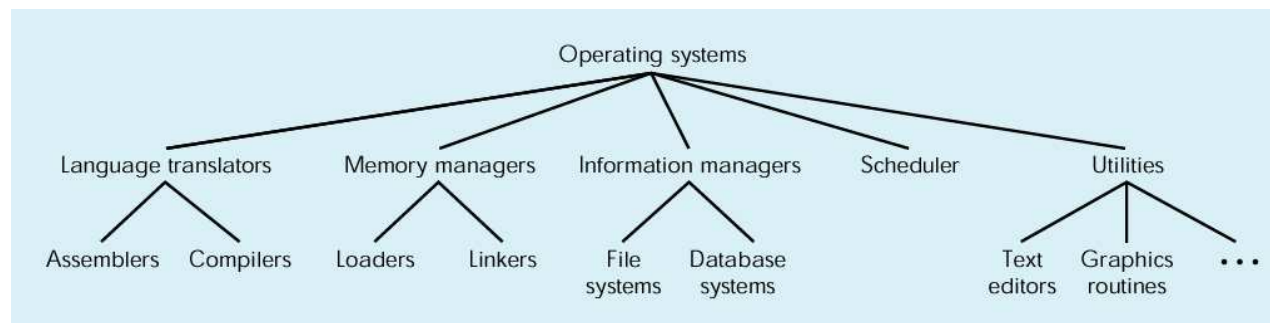 Operating systems
Language translators Memory managers Information managers Scheduler Utilities
Assemblers Compilers Loaders Linkers File Database Text Graphics • • •
systems systems editors routines